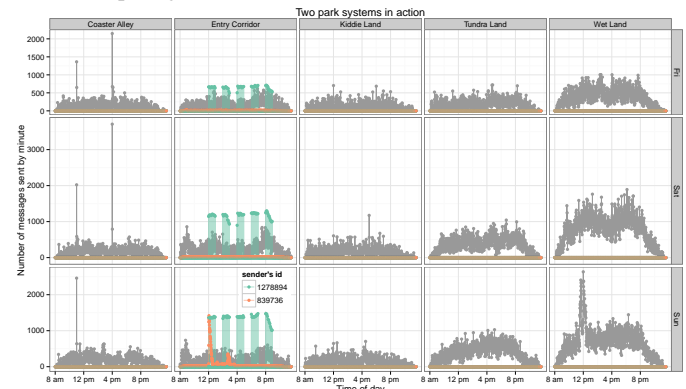 Two park systems in action
Coaster Alley Entry Corridor Kiddie Land Tundra Land Wet Land
Number of messages sent by minute
2000
1500
1000
500
0
Fri
3000
2000
1000
0
Sat
2000
1000
0
Sun
sender's id
1278894
839736
8 am 12 pm 4 pm 8 pm 8 am 12 pm 4 pm 8 pm 8 am 12 pm 4 pm 8 pm 8 am 12 pm 4 pm 8 pm 8 am 12 pm 4 pm 8 pm
Time of day